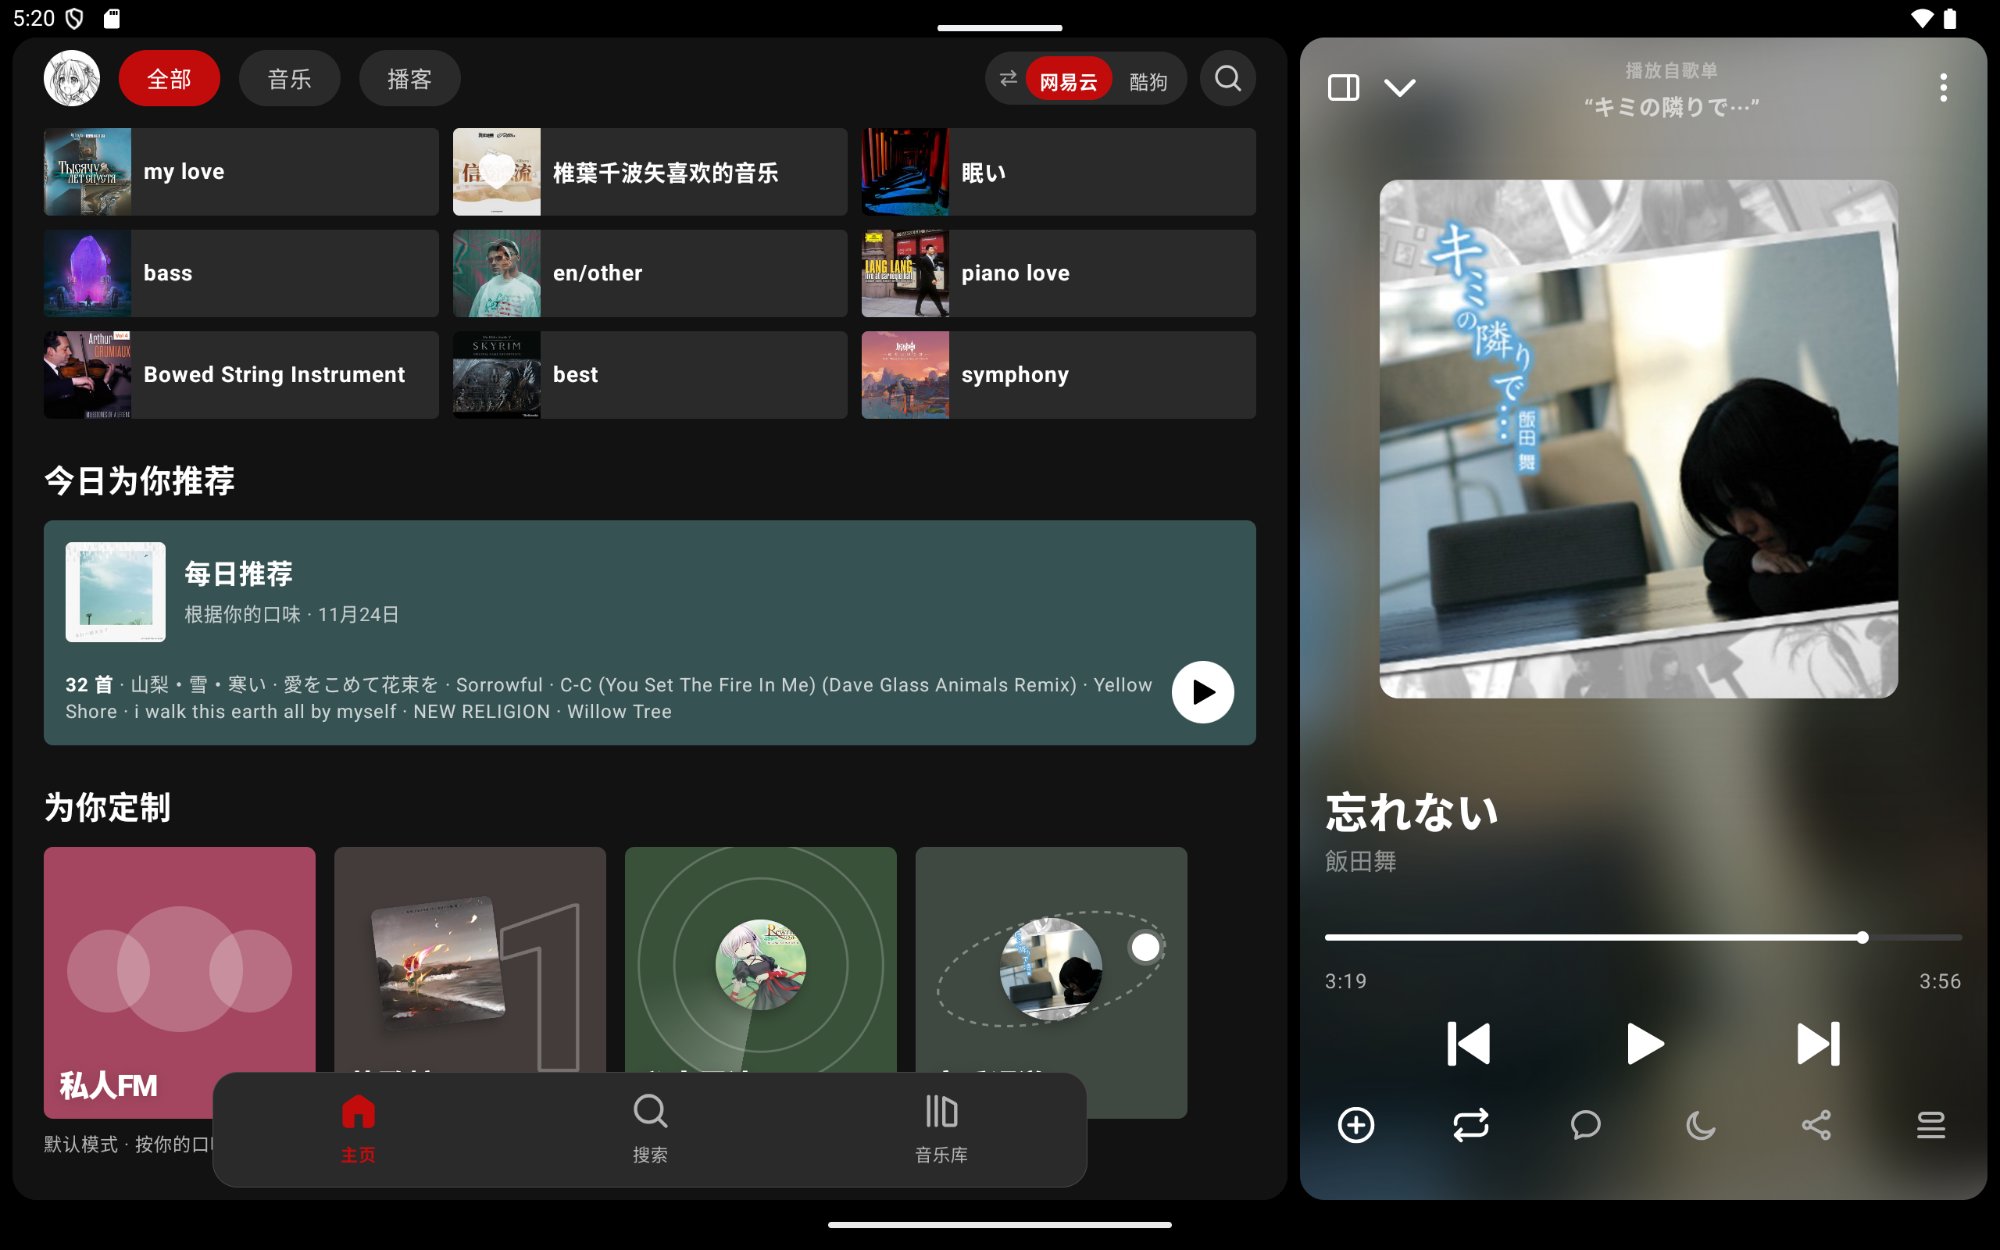 5:20
全部
音乐
播客
网易云
酷狗
my love
椎葉千波矢喜欢的音乐
眠い
bass
en/other
LANG LANG
piano love
Arthur
GRUMIAUX
Bowed String Instrument
SKYRIM
best
symphony
今日为你推荐
每日推荐
根据你的口味 · 11月24日
32 首 · 山梨・雪・寒い · 愛をこめて花束を · Sorrowful · C-C (You Set The Fire In Me) (Dave Glass Animals Remix) · Yellow
Shore · i walk this earth all by myself · NEW RELIGION · Willow Tree
为你定制
私人FM
默认模式 · 按你的口
主页
搜索
音乐库
播放自歌单
“キミの隣りで…”
キミの隣りで…
飯田 舞
忘れない
飯田舞
3:19
3:56